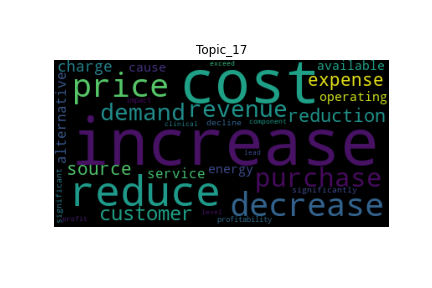 Topic_17
charge cause exceed available
price cost expense
impact operating
alternative demand revenue reduction
clinical decline component
increase
lead
source service energy purchase
significant reduce significantly
customer decrease
profit level profitability